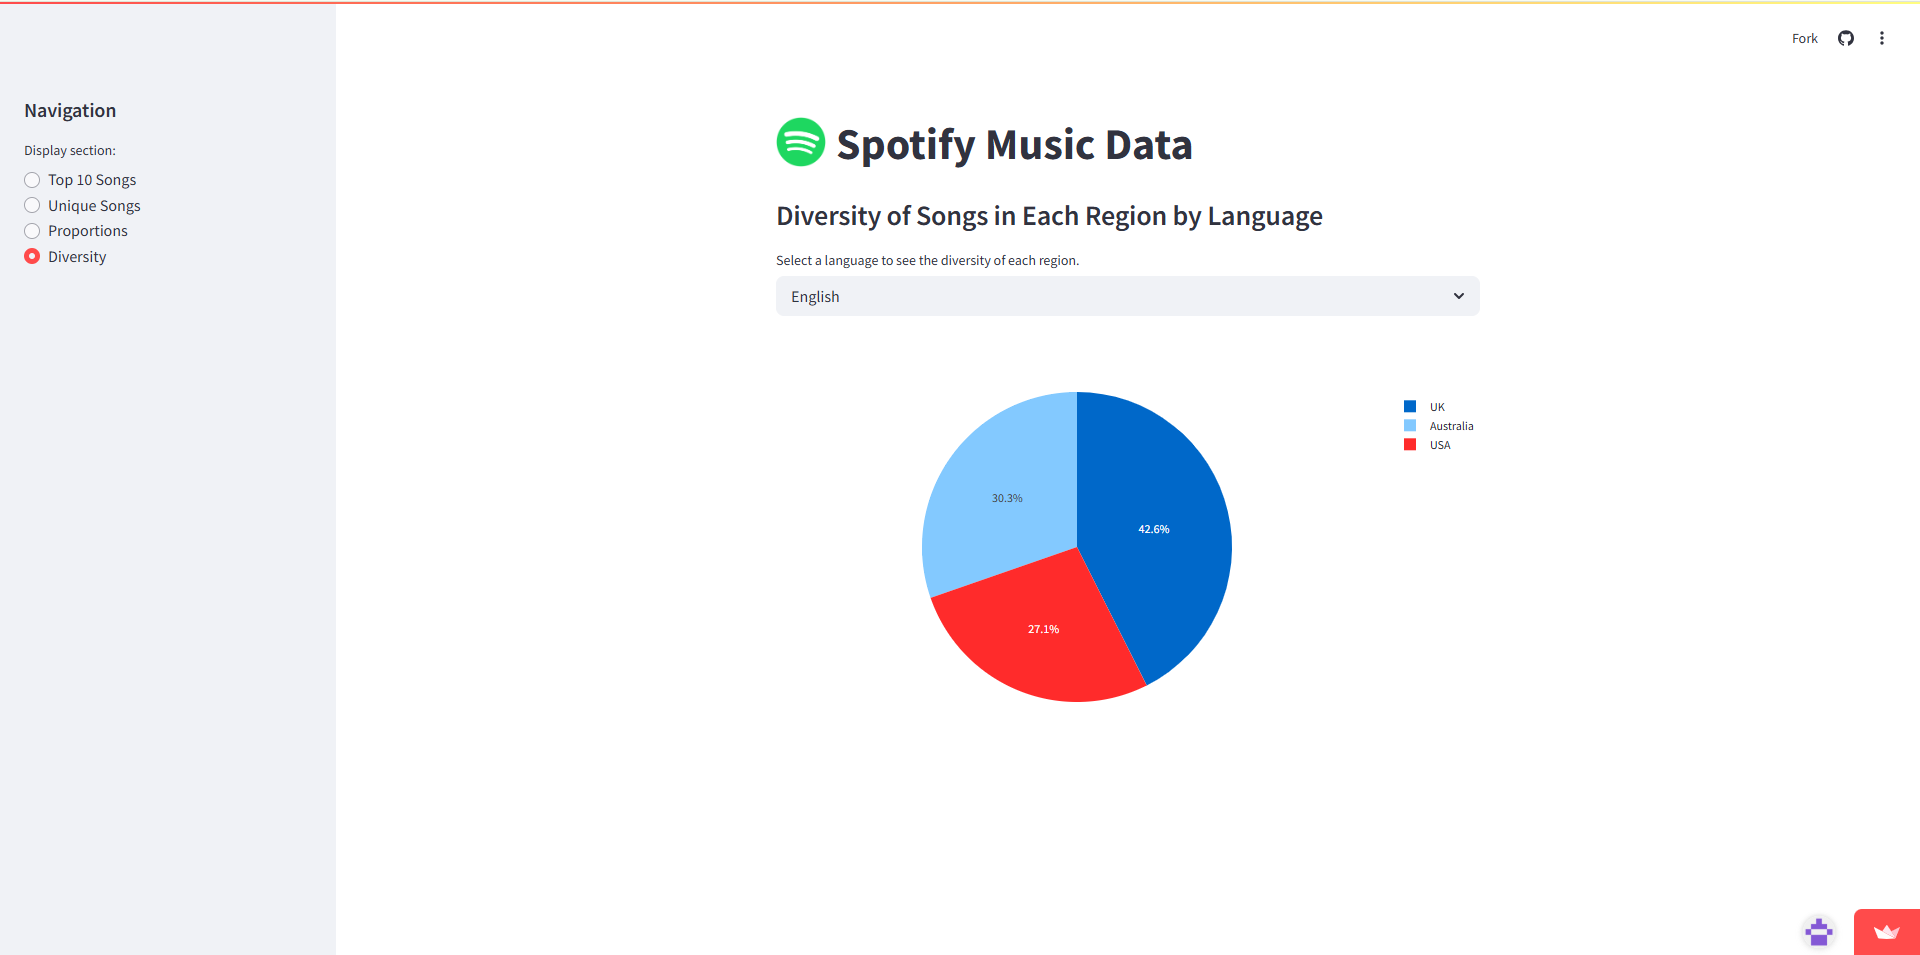 Fork
Navigation
Display section:
Top 10 Songs
Unique Songs
Proportions
Diversity
Spotify Music Data
Diversity of Songs in Each Region by Language
Select a language to see the diversity of each region.
English
UK
Australia
USA
30.3%
42.6%
27.1%